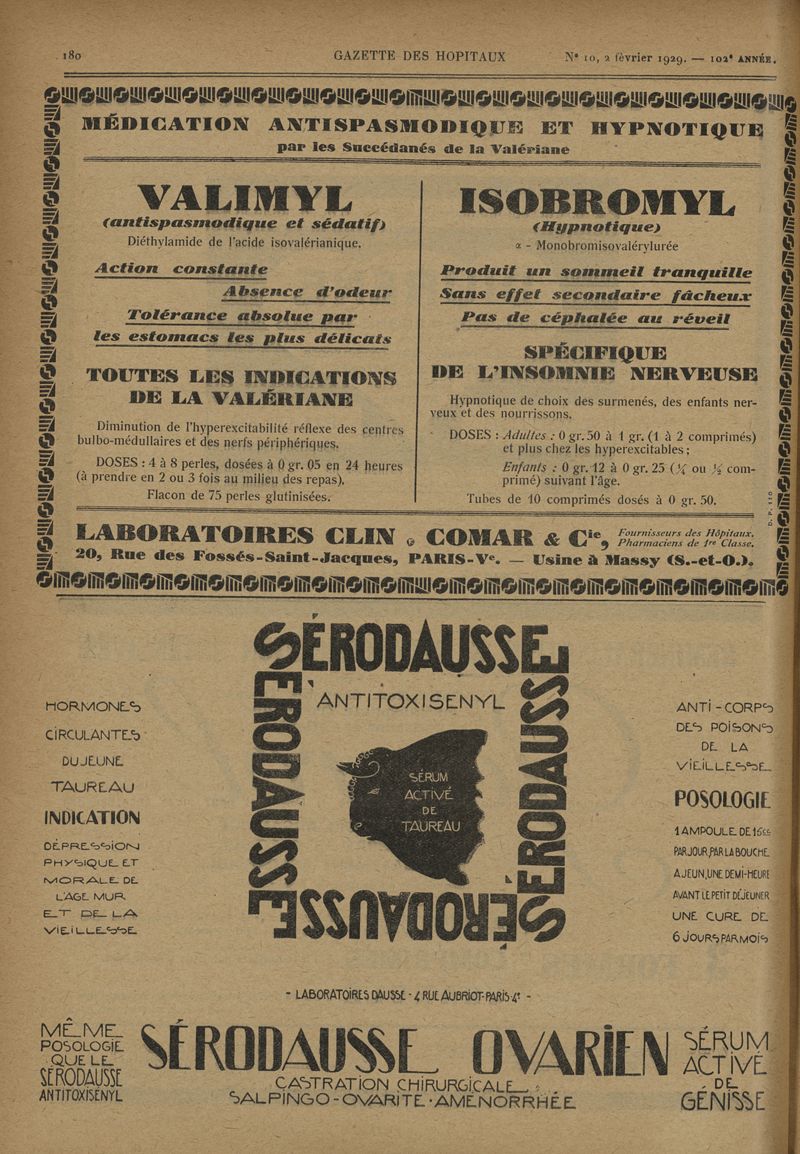 180
GAZETTE DES HOPITAUX
N° 10, 2 février 1929. — 102e ANNÉE.
MÉDICATION ANTISPASMODIQUE ET HYPNOTIQUE
par les Succédanés de la Valériane
VALIMYL
(antispasmodique et sédatif)
Diéthylamide de l'acide isovalérianique.
Action constante
Absence d'odeur
Tolérance absolue par
les estomacs les plus délicats
TOUTES LES INDICATIONS
DE LA VALÉRIANE
Diminution de l'hyperexcitabilité réflexe des centres
bulbo-médullaires et des nerfs périphériques.
DOSES : 4 à 8 perles, dosées à 0 gr. 05 en 24 heures
(à prendre en 2 ou 3 fois au milieu des repas).
Flacon de 75 perles glutinisées.
ISOBROMYL
(Hypnotique)
α - Monobromisovalérylurée
Produit un sommeil tranquille
Sans effet secondaire fâcheux
Pas de céphalée au réveil
SPÉCIFIQUE
DE L'INSOMNIE NERVEUSE
Hypnotique de choix des surmenés, des enfants ner-
veux et des nourrissons.
DOSES : Adultes : 0 gr. 50 à 1 gr. (1 à 2 comprimés)
et plus chez les hyperexcitables ;
Enfants : 0 gr. 12 à 0 gr. 25 (¼ ou ½ com-
primé) suivant l'âge.
Tubes de 10 comprimés dosés à 0 gr. 50.
LABORATOIRES CLIN, COMAR & Cie,
Fournisseurs des Hôpitaux.
Pharmaciens de 1re Classe.
20, Rue des Fossés-Saint-Jacques, PARIS-Ve. — Usine à Massy (S.-et-O.).
SÉRODAUSSE
SÉRODAUSSE
SÉRODAUSSE
SÉRODAUSSE
ANTITOXISENYL
SÉRUM
ACTIVÉ
DE
TAUREAU
HORMONES
CIRCULANTES
DU JEUNE
TAUREAU
INDICATION
DÉPRESSION
PHYSIQUE ET
MORALE DE
L'ÂGE MUR
ET DE LA
VIEILLESSE
ANTI-CORPS
DES POISONS
DE LA
VIEILLESSE
POSOLOGIE
1 AMPOULE DE 16cc
PAR JOUR, PAR LA BOUCHE
A JEUN, UNE DEMI-HEURE
AVANT LE PETIT DÉJEUNER
UNE CURE DE
6 JOURS PAR MOIS
- LABORATOIRES DAUSSE - 4 RUE AUBRIOT - PARIS 4e -
MÊME
POSOLOGIE
QUE LE
SÉRODAUSSE
ANTITOXISENYL
SÉRODAUSSE OVARIEN
CASTRATION CHIRURGICALE
SALPINGO-OVARITE • AMENORRHÉE
SÉRUM
ACTIVÉ
DE
GÉNISSE